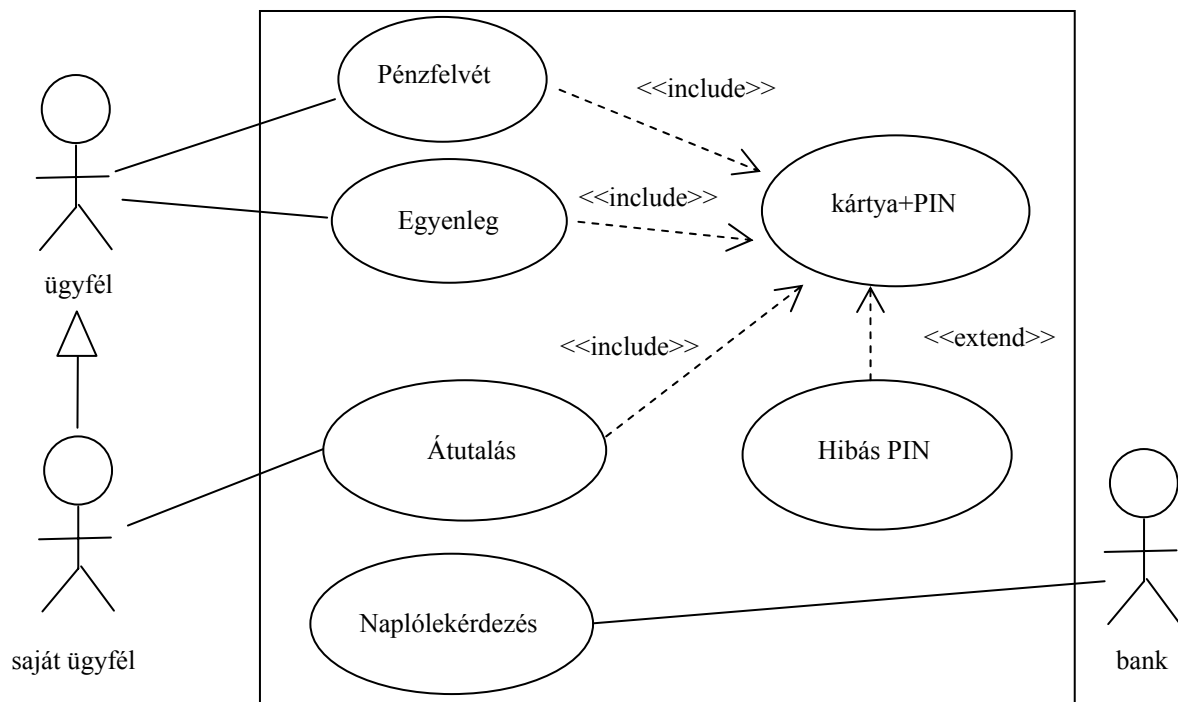 Pénzfelvét
<<include>>
<<include>>
kártya+PIN
Egyenleg
ügyfél
<<include>>
<<extend>>
Átutalás
Hibás PIN
Naplólekérdezés
saját ügyfél
bank